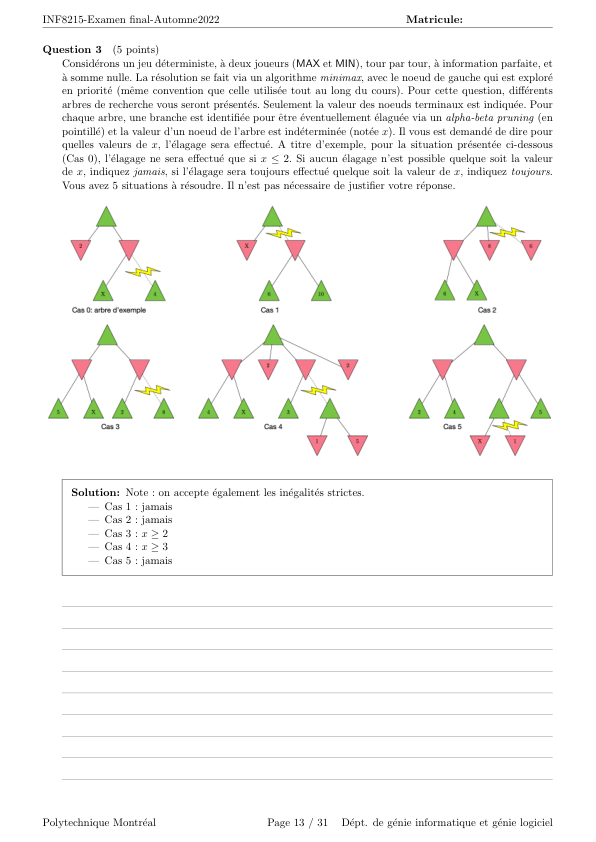 INF8215-Examen final-Automne2022 Matricule:
Question 3 (5 points)
Considérons un jeu déterministe, à deux joueurs (MAX et MIN), tour par tour, à information parfaite, et
à somme nulle. La résolution se fait via un algorithme minimax, avec le noeud de gauche qui est exploré
en priorité (même convention que celle utilisée tout au long du cours). Pour cette question, différents
arbres de recherche vous seront présentés. Seulement la valeur des noeuds terminaux est indiquée. Pour
chaque arbre, une branche est identifiée pour être éventuellement élaguée via un alpha-beta pruning (en
pointillé) et la valeur d'un noeud de l'arbre est indéterminée (notée x). Il vous est demandé de dire pour
quelles valeurs de x, l'élagage sera effectué. A titre d'exemple, pour la situation présentée ci-dessous
(Cas 0), l'élagage ne sera effectué que si x ≤ 2. Si aucun élagage n'est possible quelque soit la valeur
de x, indiquez jamais, si l'élagage sera toujours effectué quelque soit la valeur de x, indiquez toujours.
Vous avez 5 situations à résoudre. Il n'est pas nécessaire de justifier votre réponse.
2 X 4
Cas 0: arbre d'exemple
X 6 10
Cas 1
8 6 X
Cas 2
5 X 2 8
Cas 3
4 X 3 1 5
Cas 4
3 4 X 5 5
Cas 5
Solution: Note : on accepte également les inégalités strictes.
— Cas 1 : jamais
— Cas 2 : jamais
— Cas 3 : x ≥ 2
— Cas 4 : x ≥ 3
— Cas 5 : jamais
Polytechnique Montréal Page 13 / 31 Dépt. de génie informatique et génie logiciel